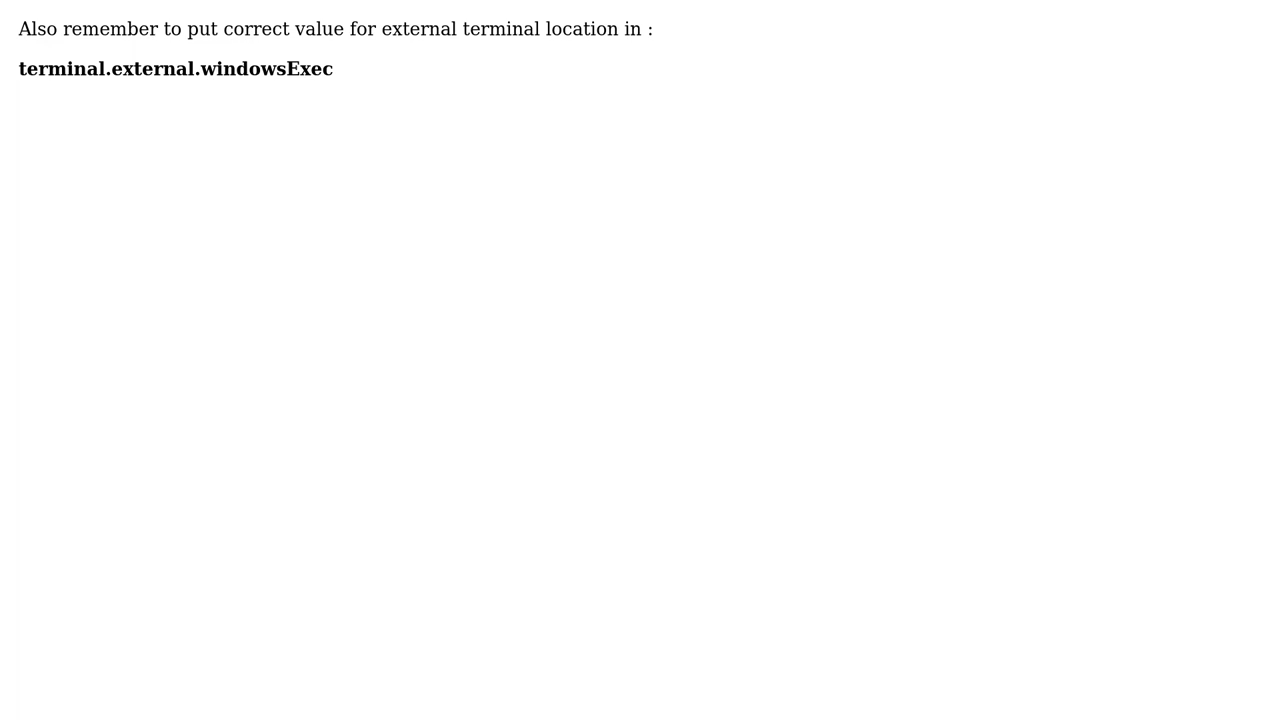 Also remember to put correct value for external terminal location in :
terminal.external.windowsExec